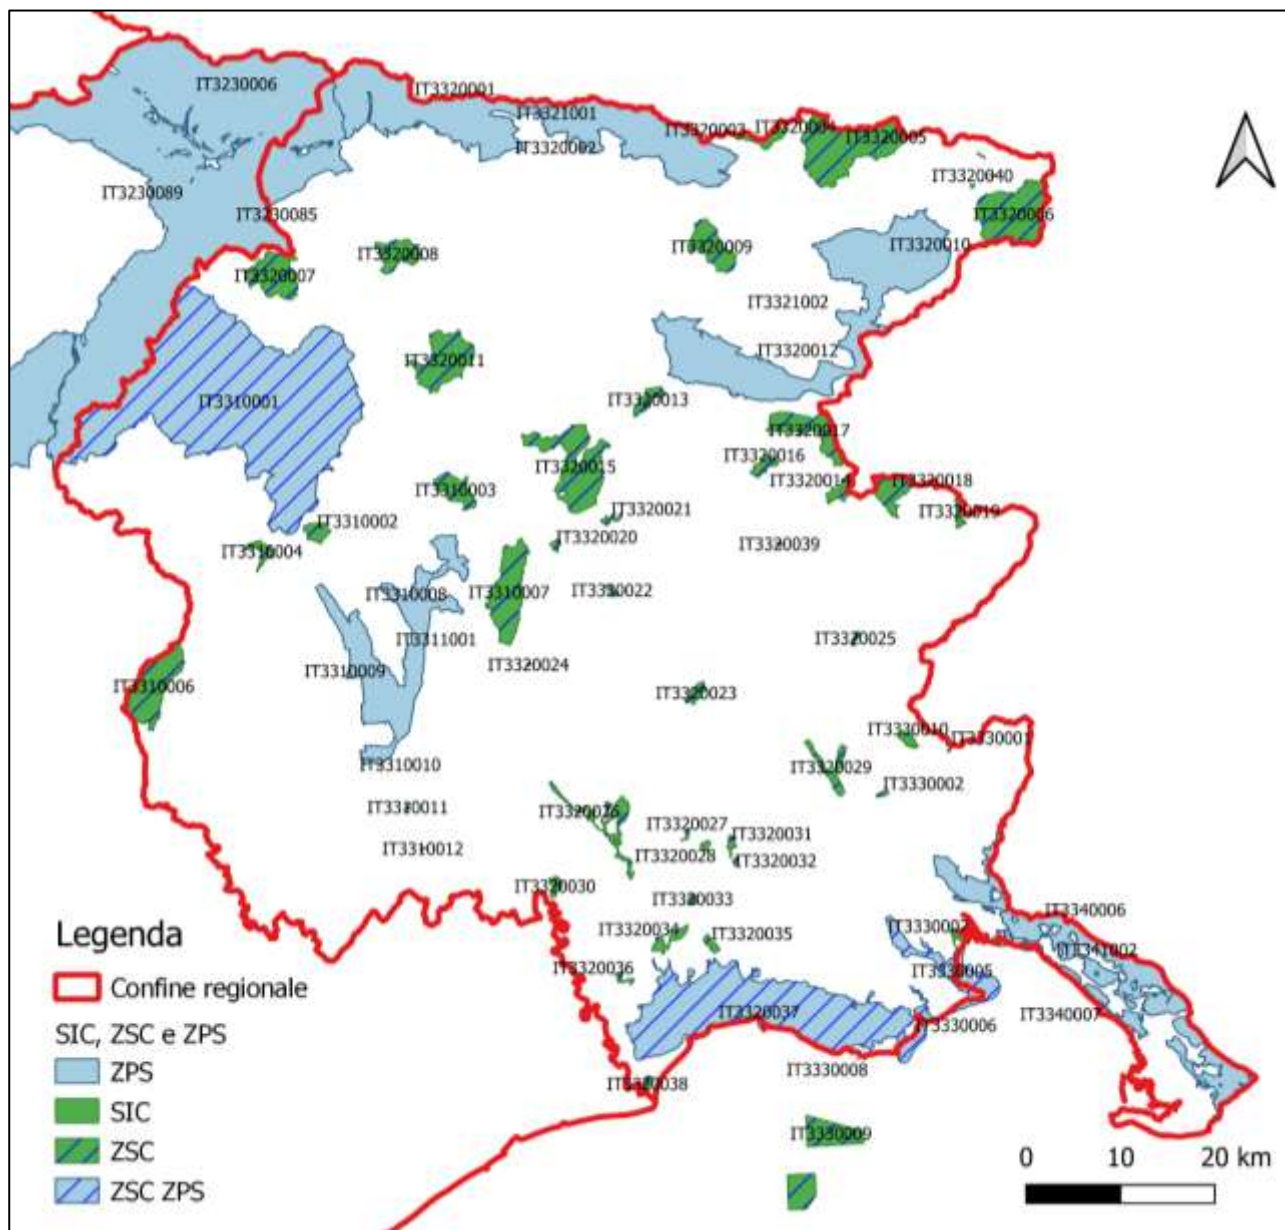 IT3230006
IT3320001
IT3321001
IT3320002
IT3320003
IT3320004
IT3320005
IT3230089
IT3230085
IT3320040
IT3320006
IT3320007
IT3320008
IT3320009
IT3320010
IT3321002
IT3320012
IT3320011
IT3310001
IT3320013
IT3320017
IT3320016
IT3320015
IT3320014
IT3320018
IT3310003
IT3320021
IT3320019
IT3310002
IT3310004
IT3320020
IT3320039
IT3310008
IT3310007
IT3320022
IT3311001
IT3320025
IT3310009
IT3320024
IT3310006
IT3320023
IT3330010
IT3330001
IT3310010
IT3320029
IT3330002
IT3310011
IT3320026
IT3320027
IT3320031
IT3310012
IT3320028
IT3320032
IT3320030
IT3320033
IT3340006
IT3320034
IT3320035
IT3330007
IT3341002
IT3320036
IT3330005
IT3320037
IT3330006
IT3340007
IT3330008
IT3320038
IT3330009
Legenda
Confine regionale
SIC, ZSC e ZPS
ZPS
SIC
ZSC
ZSC ZPS
0 10 20 km